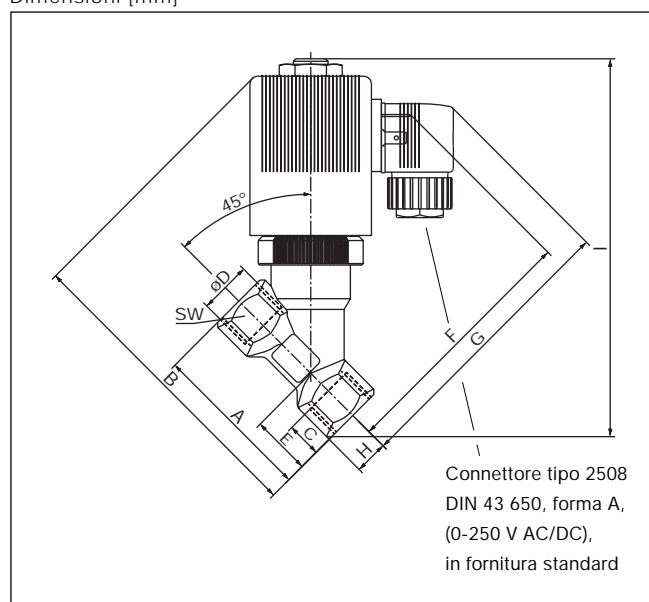 Dimensioni [mm]
45°
øD
SW
B
A
E
C
H
F
G
I
Connettore tipo 2508
DIN 43 650, forma A,
(0-250 V AC/DC),
in fornitura standard